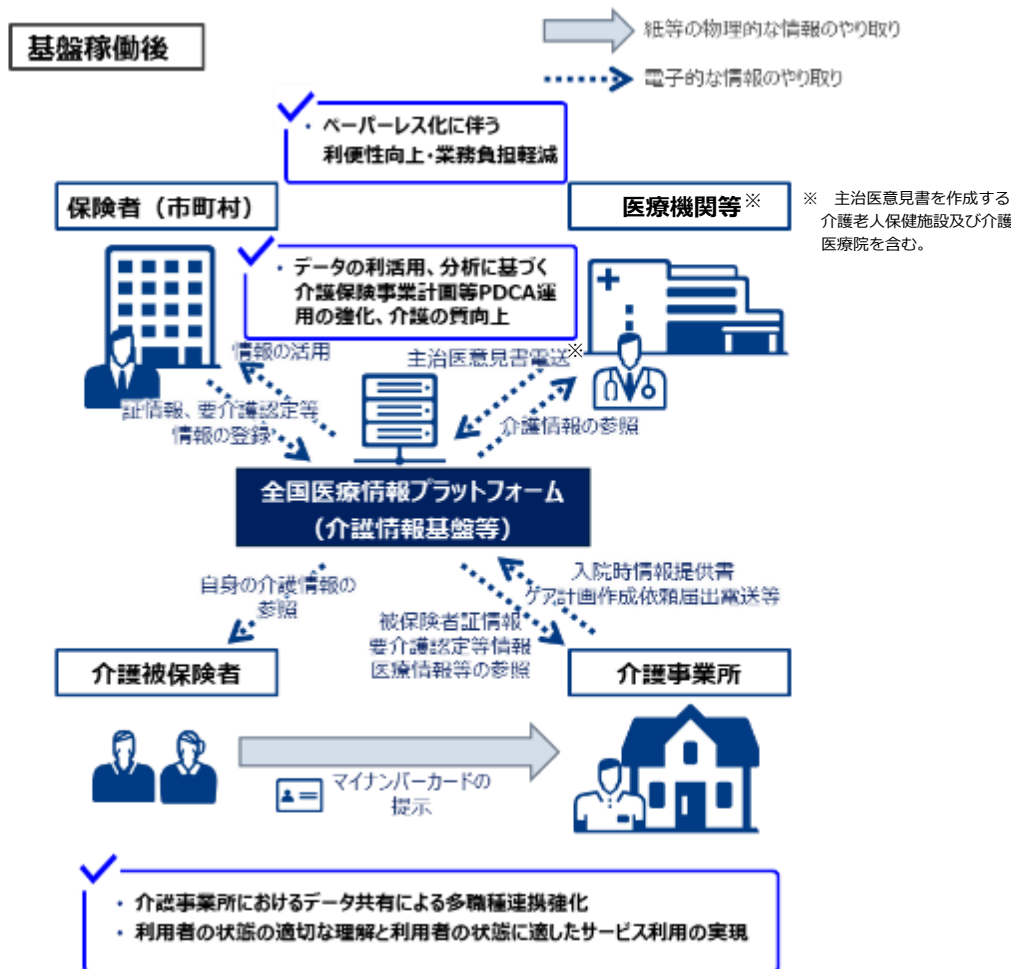 基盤稼働後
紙等の物理的な情報のやり取り
電子的な情報のやり取り
・ ペーパーレス化に伴う
利便性向上・業務負担軽減
保険者（市町村）
医療機関等※
※ 主治医意見書を作成する
介護老人保健施設及び介護
医療院を含む。
・ データの利活用、分析に基づく
介護保険事業計画等PDCA運
用の強化、介護の質向上
情報の活用
主治医意見書電送※
証情報、要介護認定等
情報の登録
介護情報の参照
全国医療情報プラットフォーム
（介護情報基盤等）
自身の介護情報の
参照
入院時情報提供書
ケア計画作成依頼届出電送等
被保険者証情報
要介護認定等情報
医療情報等の参照
介護被保険者
介護事業所
マイナンバーカードの
提示
・ 介護事業所におけるデータ共有による多職種連携強化
・ 利用者の状態の適切な理解と利用者の状態に適したサービス利用の実現